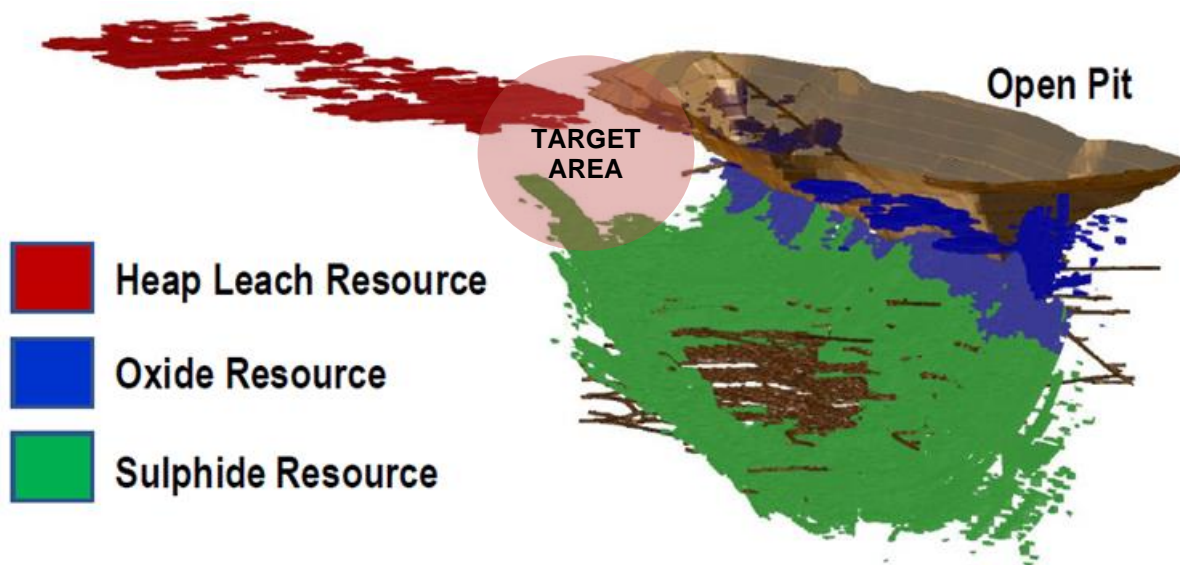 Open Pit
TARGET
AREA
Heap Leach Resource
Oxide Resource
Sulphide Resource